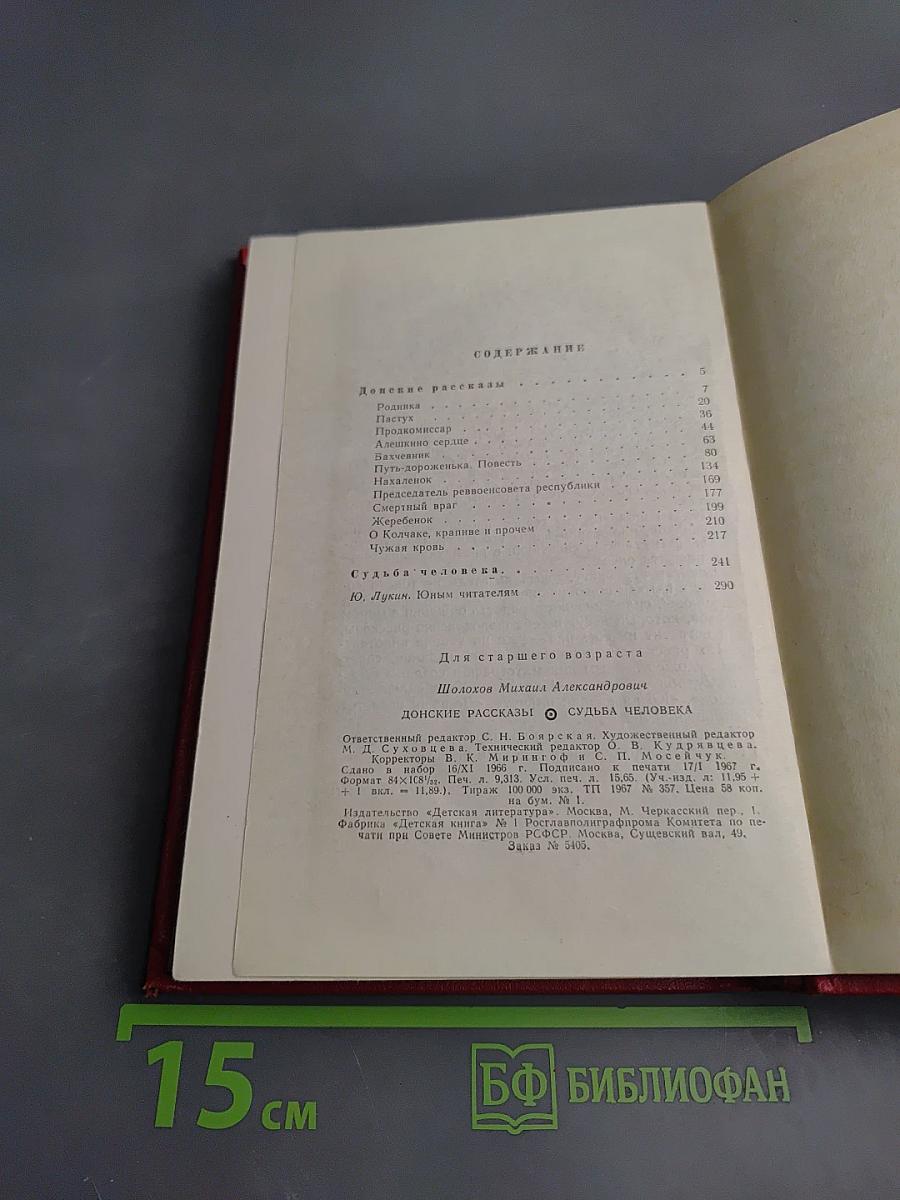 СОДЕРЖАНИЕ
Донские рассказы . . . . . . . . . . . 5
Родинка . . . . . . . . . . . 7
Пастух . . . . . . . . . . . 20
Продкомиссар . . . . . . . . . . . 36
Алешкино сердце . . . . . . . . . . . 44
Бахчевник . . . . . . . . . . . 63
Путь-дороженька. Повесть . . . . . . . . . . . 80
Нахаленок . . . . . . . . . . . 134
Председатель реввоенсовета республики . . . . . . 169
Смертный враг . . . . . . . . . . . 177
Жеребенок . . . . . . . . . . . 199
О Колчаке, крапиве и прочем . . . . . . . . . . . 210
Чужая кровь . . . . . . . . . . . 217
Судьба человека. . . . . . . . . . . . 241
Ю. Лукин. Юным читателям . . . . . . . . . . . 290
Для старшего возраста
Шолохов Михаил Александрович
ДОНСКИЕ РАССКАЗЫ СУДЬБА ЧЕЛОВЕКА
Ответственный редактор С. Н. Боярская. Художественный редактор
М. Д. Суховцева. Технический редактор О. В. Кудрявцева.
Корректоры В. К. Мирингоф и С. П. Мосейчук.
Сдано в набор 16/XI 1966 г. Подписано к печати 17/I 1967 г.
Формат 84×108¹/₃₂. Печ. л. 9,313. Усл. печ. л. 15,65. (Уч.-изд. л: 11,95 +
+ 1 вкл. = 11,89.). Тираж 100 000 экз. ТП 1967 № 357. Цена 58 коп.
на бум. № 1.
Издательство «Детская литература». Москва, М. Черкасский пер., 1.
Фабрика «Детская книга» № 1 Росглавполиграфпрома Комитета по пе-
чати при Совете Министров РСФСР. Москва, Сущевский вал, 49.
Заказ № 5405.
15 см
БФ БИБЛИОФАН